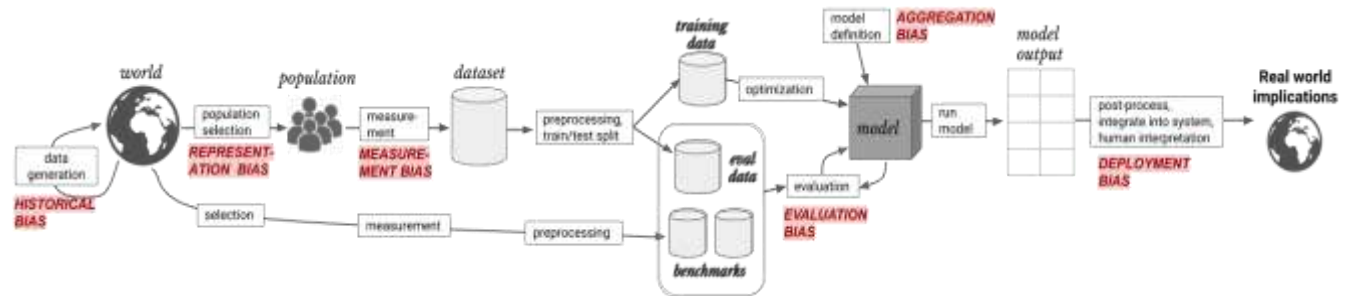 world
data
generation
HISTORICAL
BIAS
population
selection
REPRESENT-
ATION BIAS
population
measure-
ment
MEASURE-
MENT BIAS
dataset
preprocessing,
train/test split
training
data
optimization
model
definition
AGGREGATION
BIAS
model
run
model
model
output
post-process,
integrate into system,
human interpretation
DEPLOYMENT
BIAS
Real world
implications
selection
measurement
preprocessing
eval
data
benchmarks
evaluation
EVALUATION
BIAS